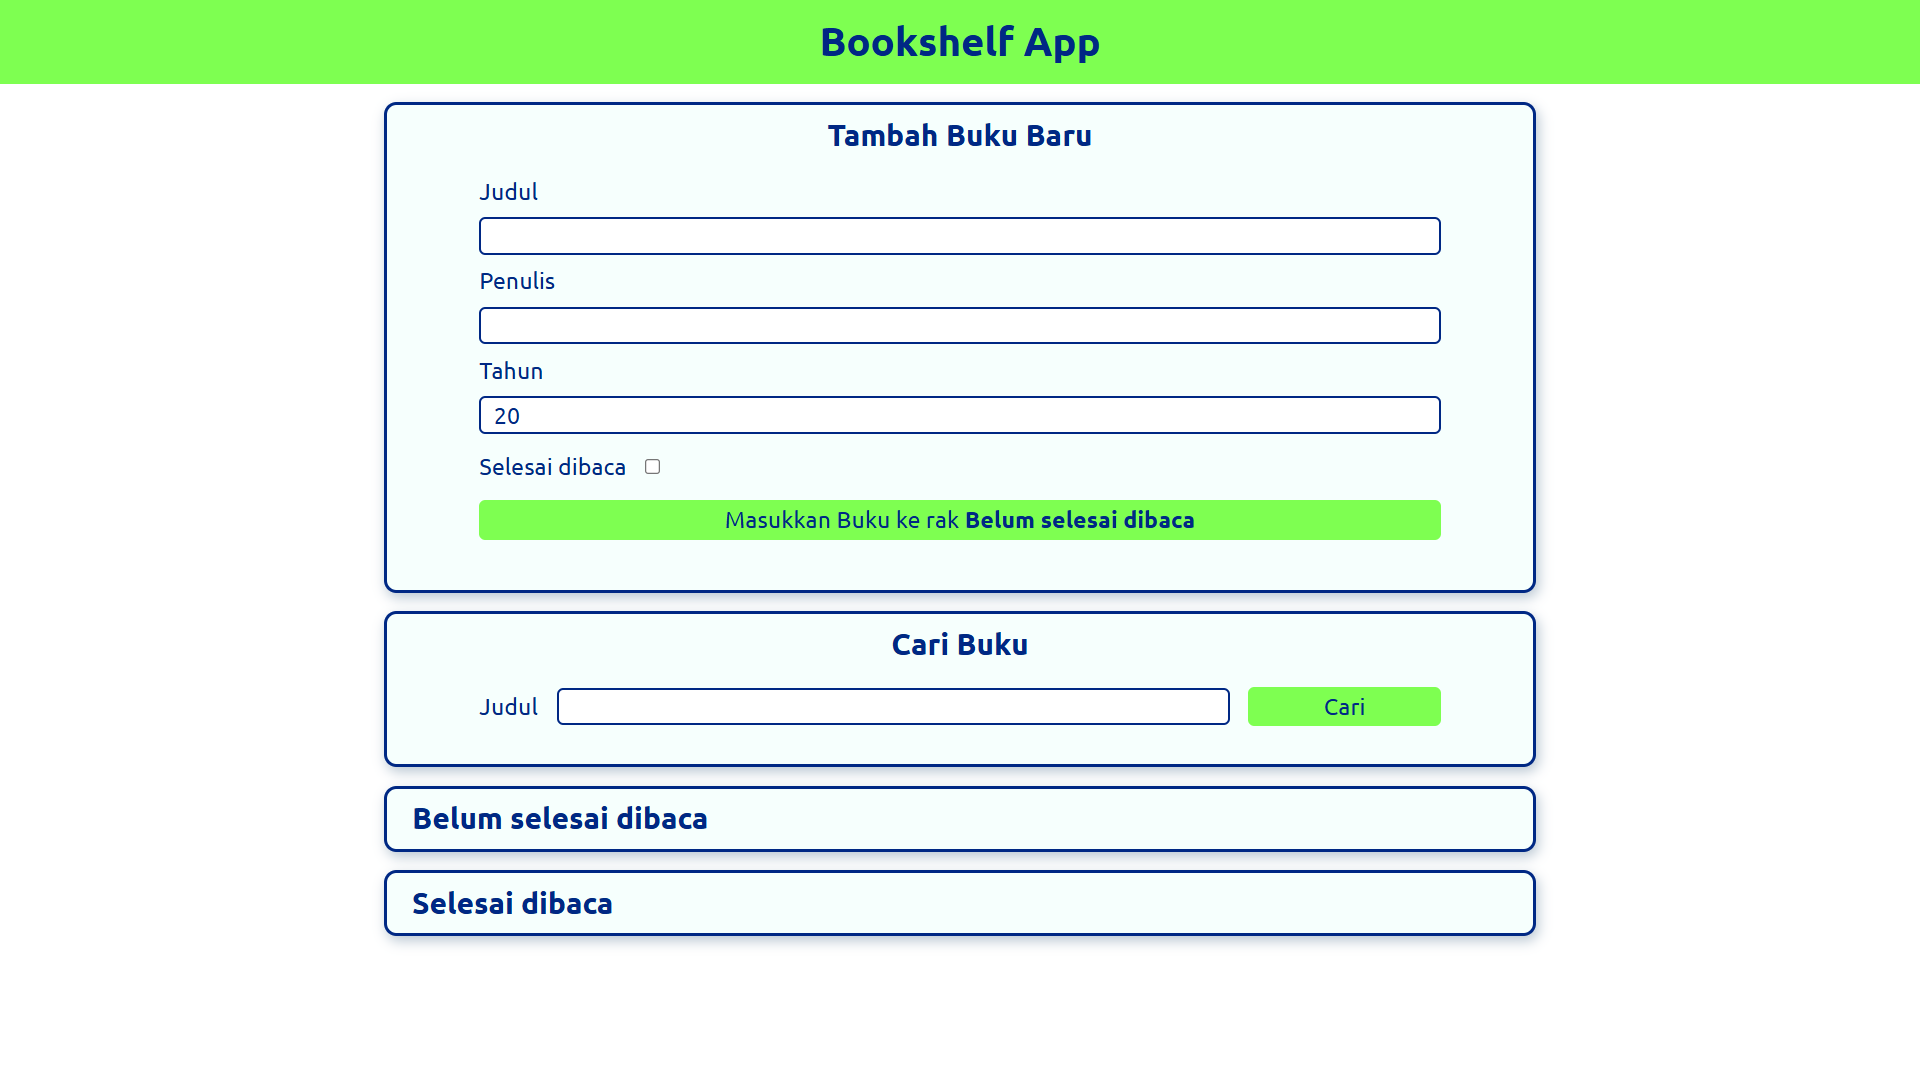 Bookshelf App
Tambah Buku Baru
Judul
Penulis
Tahun
20
Selesai dibaca
Masukkan Buku ke rak Belum selesai dibaca
Cari Buku
Judul
Cari
Belum selesai dibaca
Selesai dibaca